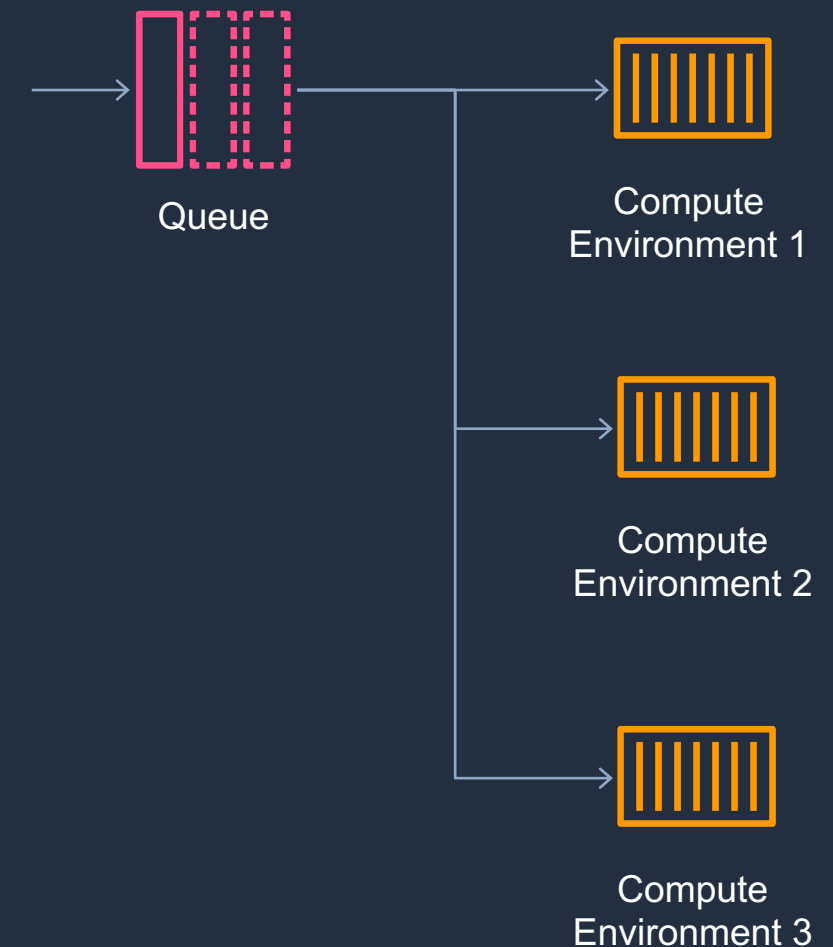 Queue
Compute
Environment 1
Compute
Environment 2
Compute
Environment 3